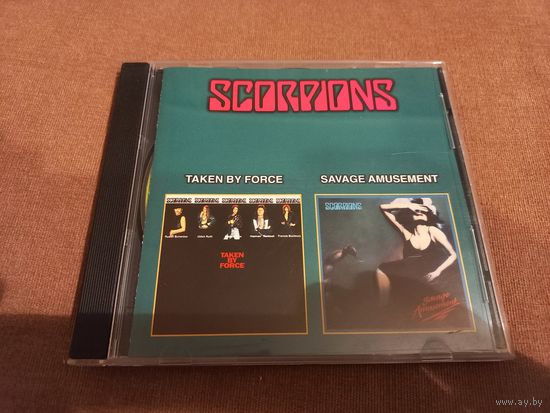 SCORPIONS
TAKEN BY FORCE
SAVAGE AMUSEMENT
SCORPIONS
TAKEN
BY
FORCE
Savage
Amusement
www.ay.by